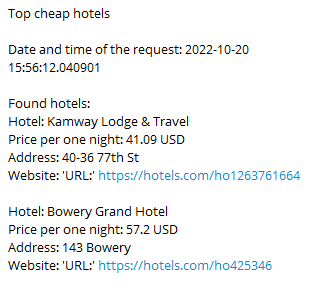 Top cheap hotels
Date and time of the request: 2022-10-20
15:56:12.040901
Found hotels:
Hotel: Kamway Lodge & Travel
Price per one night: 41.09 USD
Address: 40-36 77th St
Website: 'URL:' https://hotels.com/ho1263761664
Hotel: Bowery Grand Hotel
Price per one night: 57.2 USD
Address: 143 Bowery
Website: 'URL:' https://hotels.com/ho425346